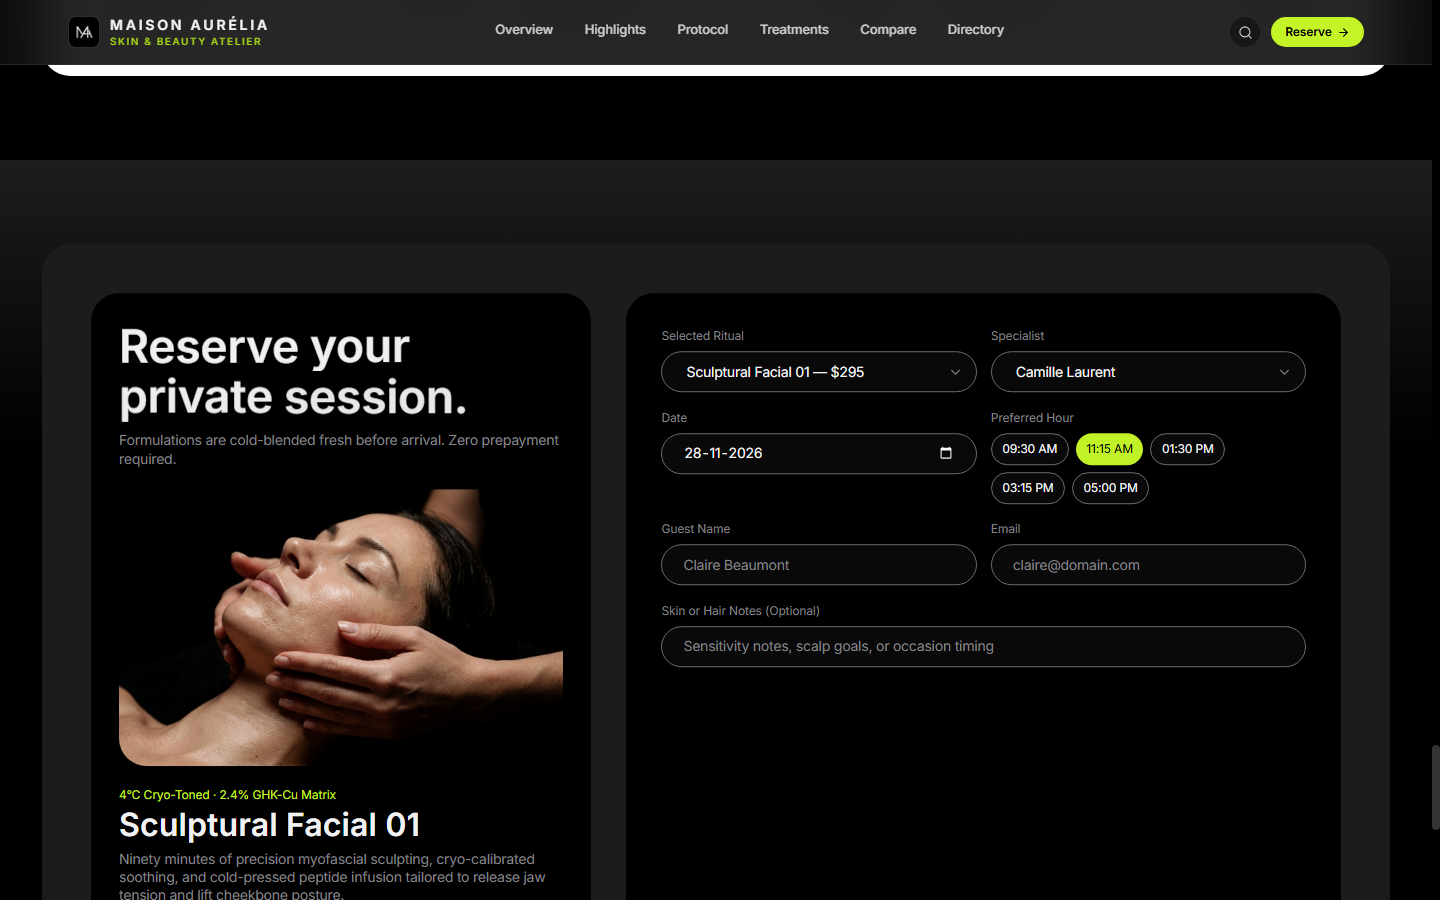 MAISON AURÉLIA
SKIN & BEAUTY ATELIER
Overview
Highlights
Protocol
Treatments
Compare
Directory
Reserve
Reserve your
private session.
Formulations are cold-blended fresh before arrival. Zero prepayment
required.
4°C Cryo-Toned · 2.4% GHK-Cu Matrix
Sculptural Facial 01
Ninety minutes of precision myofascial sculpting, cryo-calibrated
soothing, and cold-pressed peptide infusion tailored to release jaw
tension and lift cheekbone posture.
Selected Ritual
Sculptural Facial 01 — $295
Specialist
Camille Laurent
Date
28-11-2026
Preferred Hour
09:30 AM
11:15 AM
01:30 PM
03:15 PM
05:00 PM
Guest Name
Claire Beaumont
Email
claire@domain.com
Skin or Hair Notes (Optional)
Sensitivity notes, scalp goals, or occasion timing